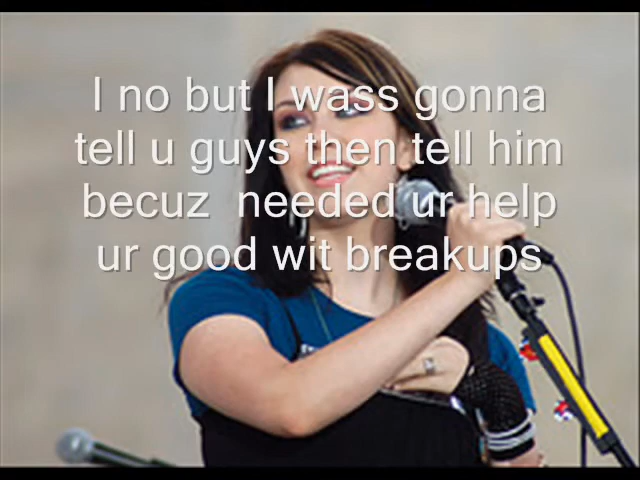 I no but I wass gonna
tell u guys then tell him
becuz  needed ur help
ur good wit breakups